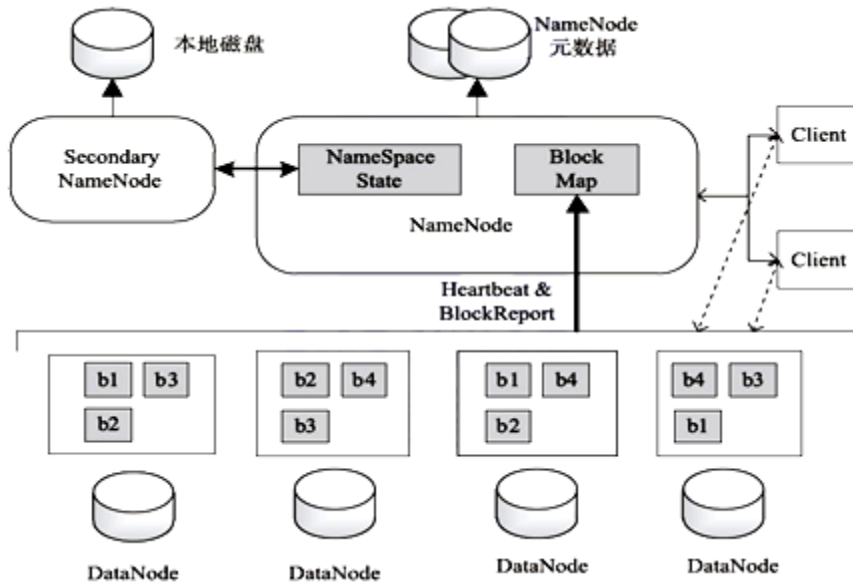 本地磁盘
NameNode
元数据
Secondary
NameNode
NameSpace
State
Block
Map
NameNode
Client
Client
Heartbeat &
BlockReport
b1 b3
b2
b2 b4
b3
b1 b4
b2
b4 b3
b1
DataNode
DataNode
DataNode
DataNode